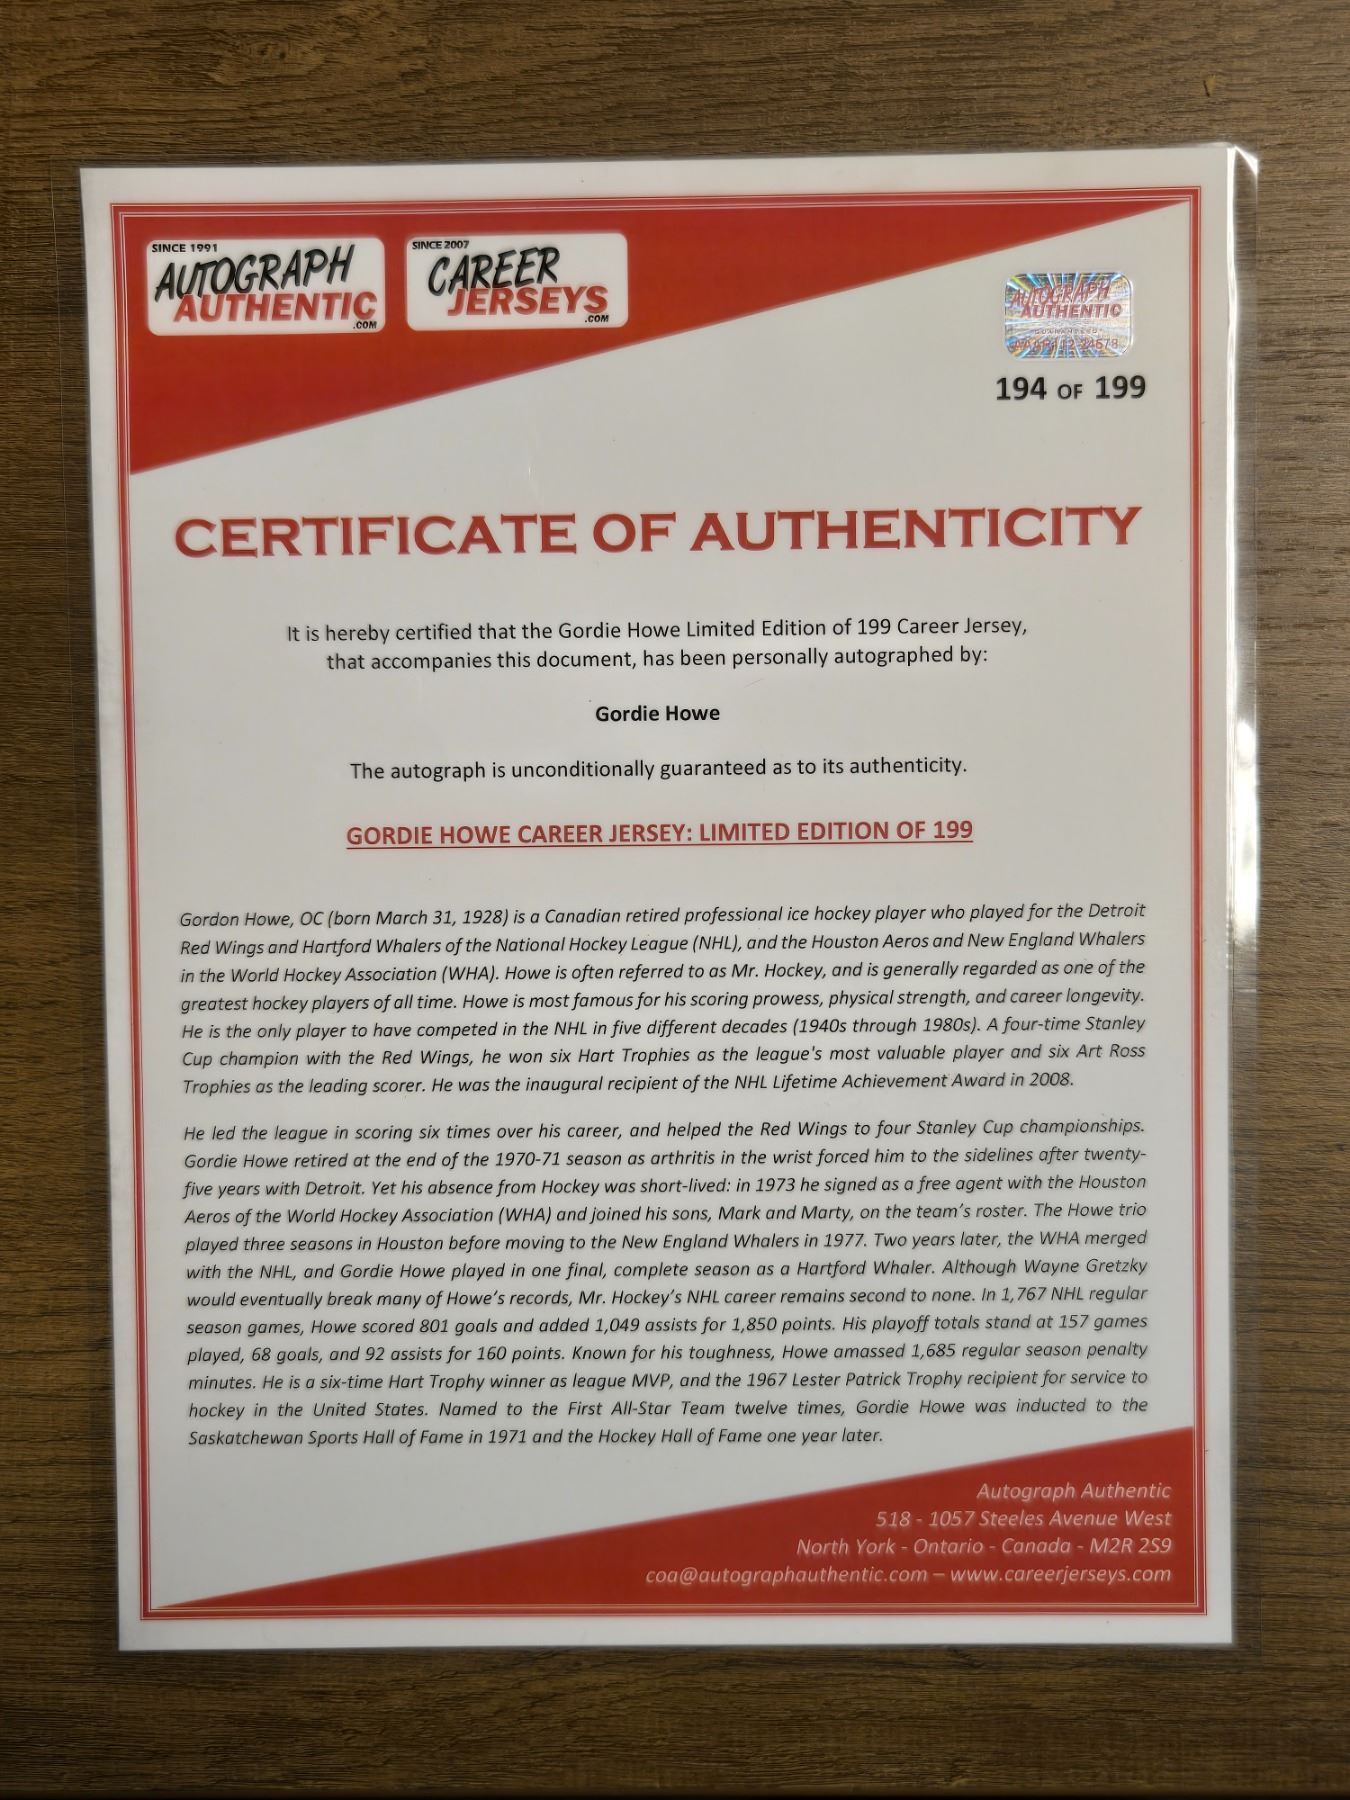 SINCE 1991
AUTOGRAPH
AUTHENTIC
.COM
SINCE 2007
CAREER
JERSEYS
.COM
AUTOGRAPH
AUTHENTIC
194 OF 199
CERTIFICATE OF AUTHENTICITY
It is hereby certified that the Gordie Howe Limited Edition of 199 Career Jersey,
that accompanies this document, has been personally autographed by:
Gordie Howe
The autograph is unconditionally guaranteed as to its authenticity.
GORDIE HOWE CAREER JERSEY: LIMITED EDITION OF 199
Gordon Howe, OC (born March 31, 1928) is a Canadian retired professional ice hockey player who played for the Detroit
Red Wings and Hartford Whalers of the National Hockey League (NHL), and the Houston Aeros and New England Whalers
in the World Hockey Association (WHA). Howe is often referred to as Mr. Hockey, and is generally regarded as one of the
greatest hockey players of all time. Howe is most famous for his scoring prowess, physical strength, and career longevity.
He is the only player to have competed in the NHL in five different decades (1940s through 1980s). A four-time Stanley
Cup champion with the Red Wings, he won six Hart Trophies as the league's most valuable player and six Art Ross
Trophies as the leading scorer. He was the inaugural recipient of the NHL Lifetime Achievement Award in 2008.
He led the league in scoring six times over his career, and helped the Red Wings to four Stanley Cup championships.
Gordie Howe retired at the end of the 1970-71 season as arthritis in the wrist forced him to the sidelines after twenty-
five years with Detroit. Yet his absence from Hockey was short-lived: in 1973 he signed as a free agent with the Houston
Aeros of the World Hockey Association (WHA) and joined his sons, Mark and Marty, on the team's roster. The Howe trio
played three seasons in Houston before moving to the New England Whalers in 1977. Two years later, the WHA merged
with the NHL, and Gordie Howe played in one final, complete season as a Hartford Whaler. Although Wayne Gretzky
would eventually break many of Howe's records, Mr. Hockey's NHL career remains second to none. In 1,767 NHL regular
season games, Howe scored 801 goals and added 1,049 assists for 1,850 points. His playoff totals stand at 157 games
played, 68 goals, and 92 assists for 160 points. Known for his toughness, Howe amassed 1,685 regular season penalty
minutes. He is a six-time Hart Trophy winner as league MVP, and the 1967 Lester Patrick Trophy recipient for service to
hockey in the United States. Named to the First All-Star Team twelve times, Gordie Howe was inducted to the
Saskatchewan Sports Hall of Fame in 1971 and the Hockey Hall of Fame one year later.
Autograph Authentic
518 - 1057 Steeles Avenue West
North York - Ontario - Canada - M2R 2S9
coa@autographauthentic.com – www.careerjerseys.com